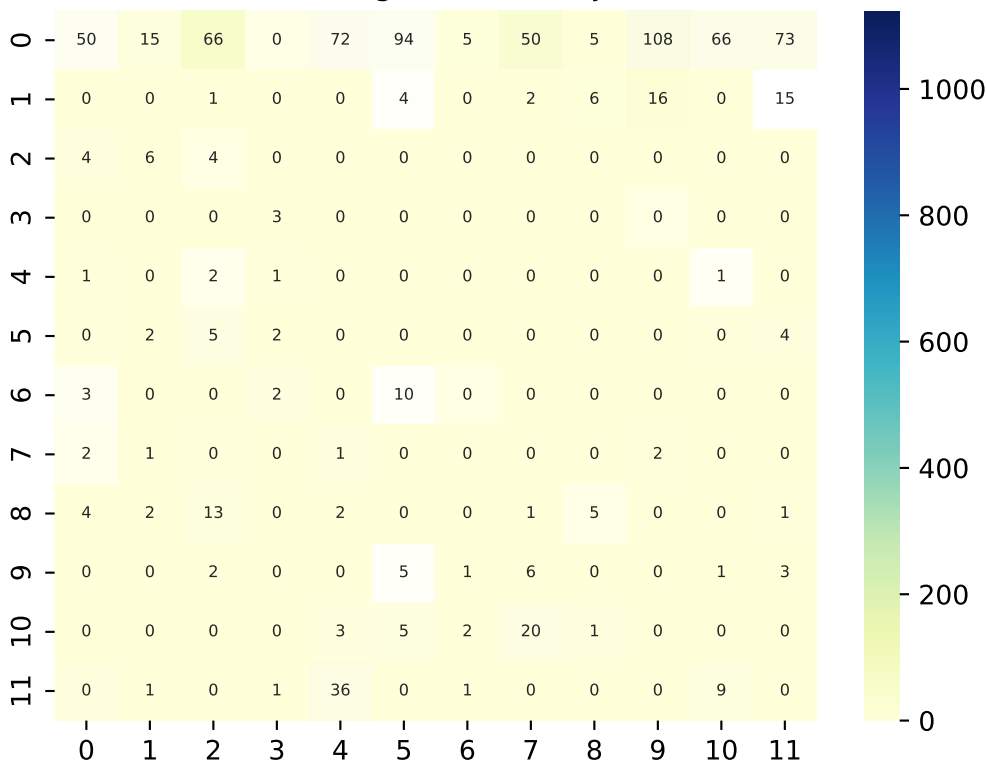 0 50 15 66 0 72 94 5 50 5 108 66 73
1 0 0 1 0 0 4 0 2 6 16 0 15
2 4 6 4 0 0 0 0 0 0 0 0 0
3 0 0 0 3 0 0 0 0 0 0 0 0
4 1 0 2 1 0 0 0 0 0 0 1 0
5 0 2 5 2 0 0 0 0 0 0 0 4
6 3 0 0 2 0 10 0 0 0 0 0 0
7 2 1 0 0 1 0 0 0 0 2 0 0
8 4 2 13 0 2 0 0 1 5 0 0 1
9 0 0 2 0 0 5 1 6 0 0 1 3
10 0 0 0 0 3 5 2 20 1 0 0 0
11 0 1 0 1 36 0 1 0 0 0 9 0
0 1 2 3 4 5 6 7 8 9 10 11
1000
800
600
400
200
0